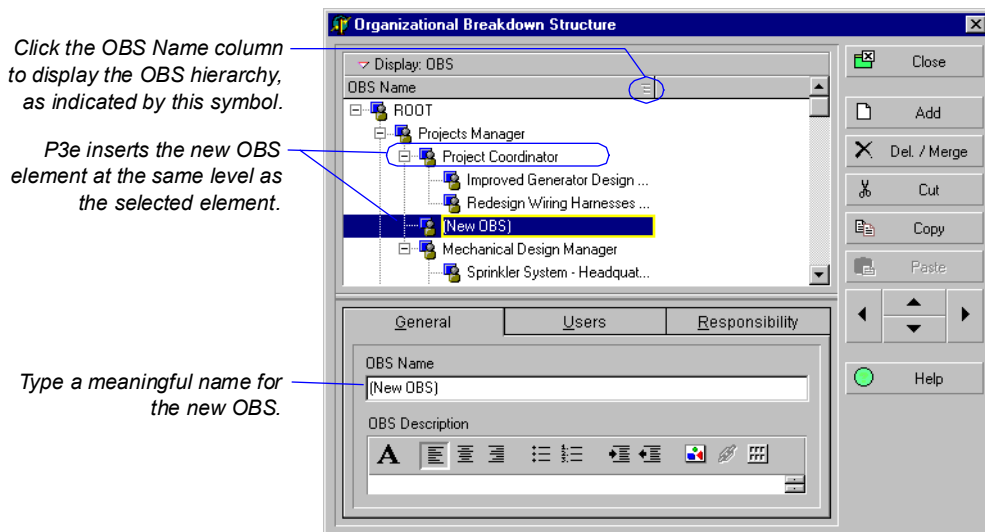 Organizational Breakdown Structure
Click the OBS Name column
to display the OBS hierarchy,
as indicated by this symbol.
P3e inserts the new OBS
element at the same level as
the selected element.
Type a meaningful name for
the new OBS.
Display: OBS
OBS Name
ROOT
Projects Manager
Project Coordinator
Improved Generator Design ...
Redesign Wiring Harnesses ...
(New OBS)
Mechanical Design Manager
Sprinkler System - Headquat...
General
Users
Responsibility
OBS Name
(New OBS)
OBS Description
A
Close
Add
Del. / Merge
Cut
Copy
Paste
Help